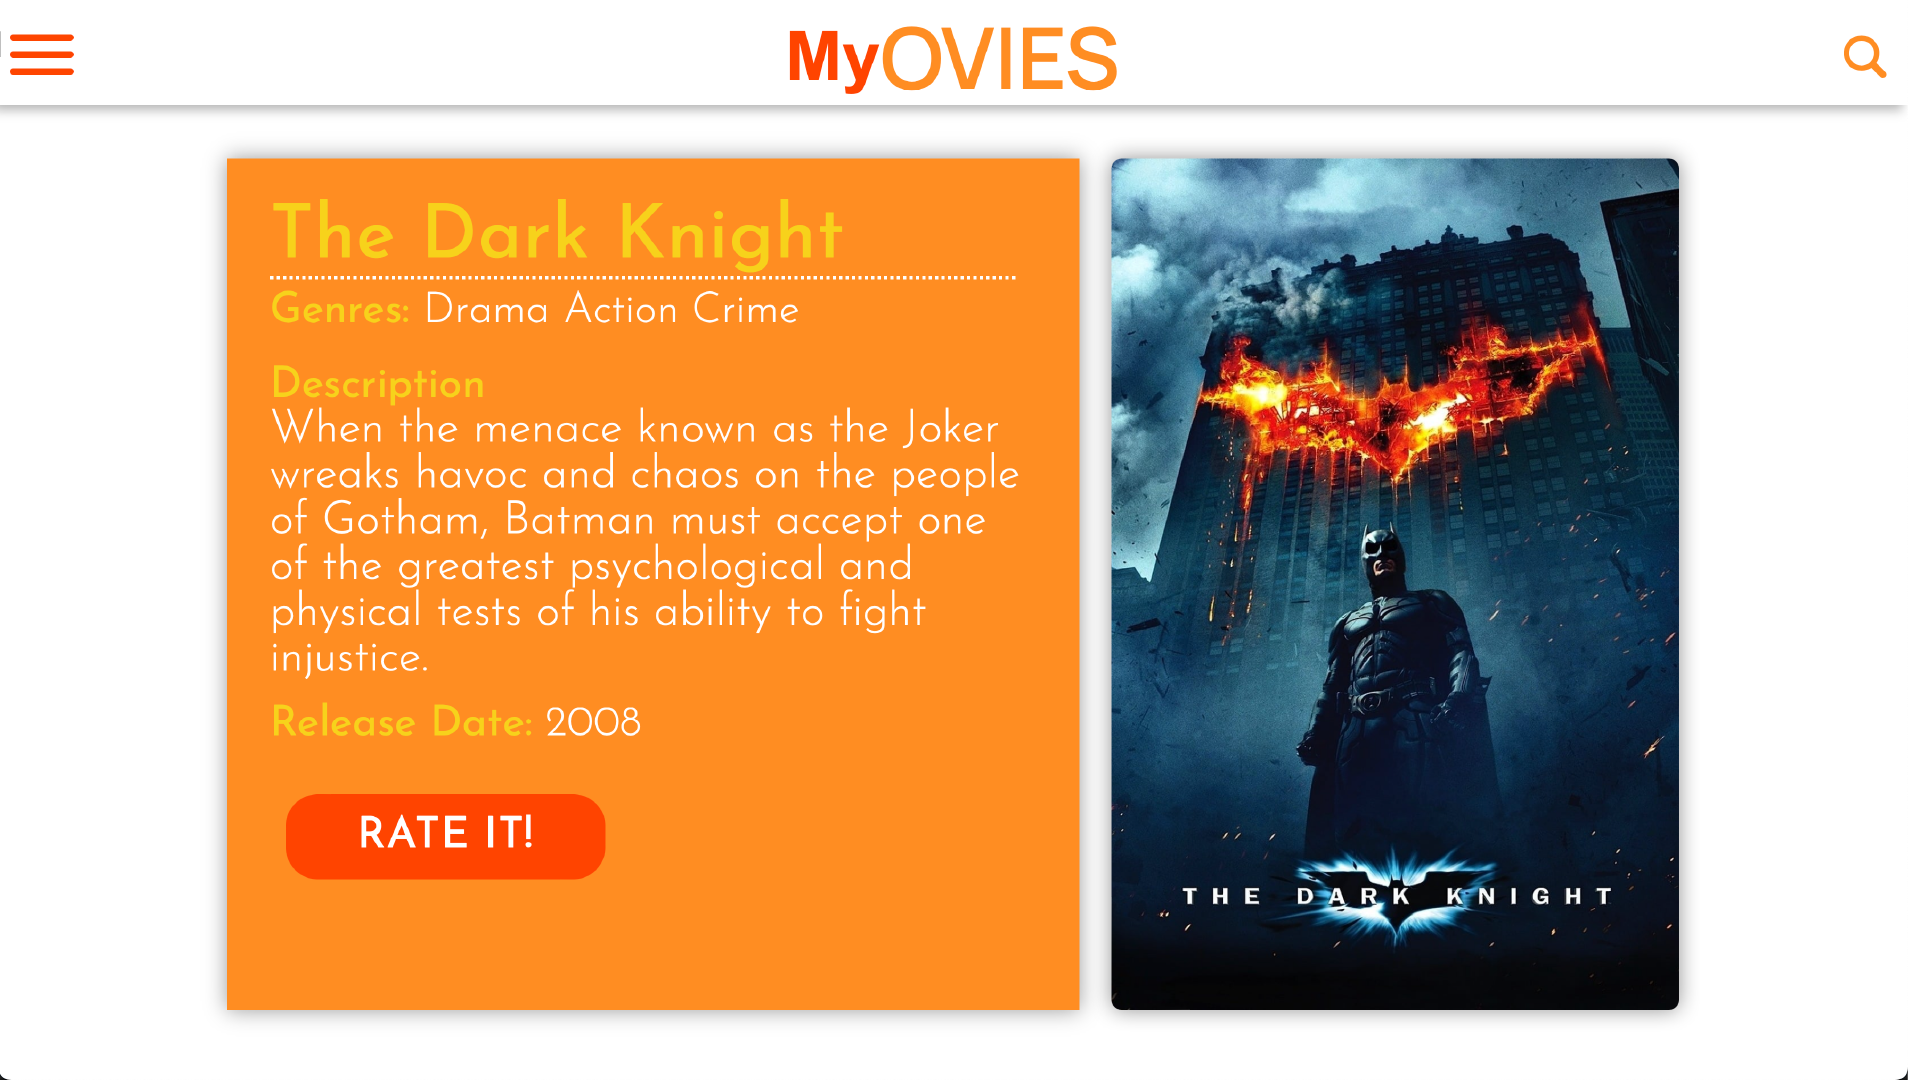 MyOVIES
The Dark Knight
Genres: Drama Action Crime
Description
When the menace known as the Joker
wreaks havoc and chaos on the people
of Gotham, Batman must accept one
of the greatest psychological and
physical tests of his ability to fight
injustice.
Release Date: 2008
RATE IT!
THE DARK KNIGHT